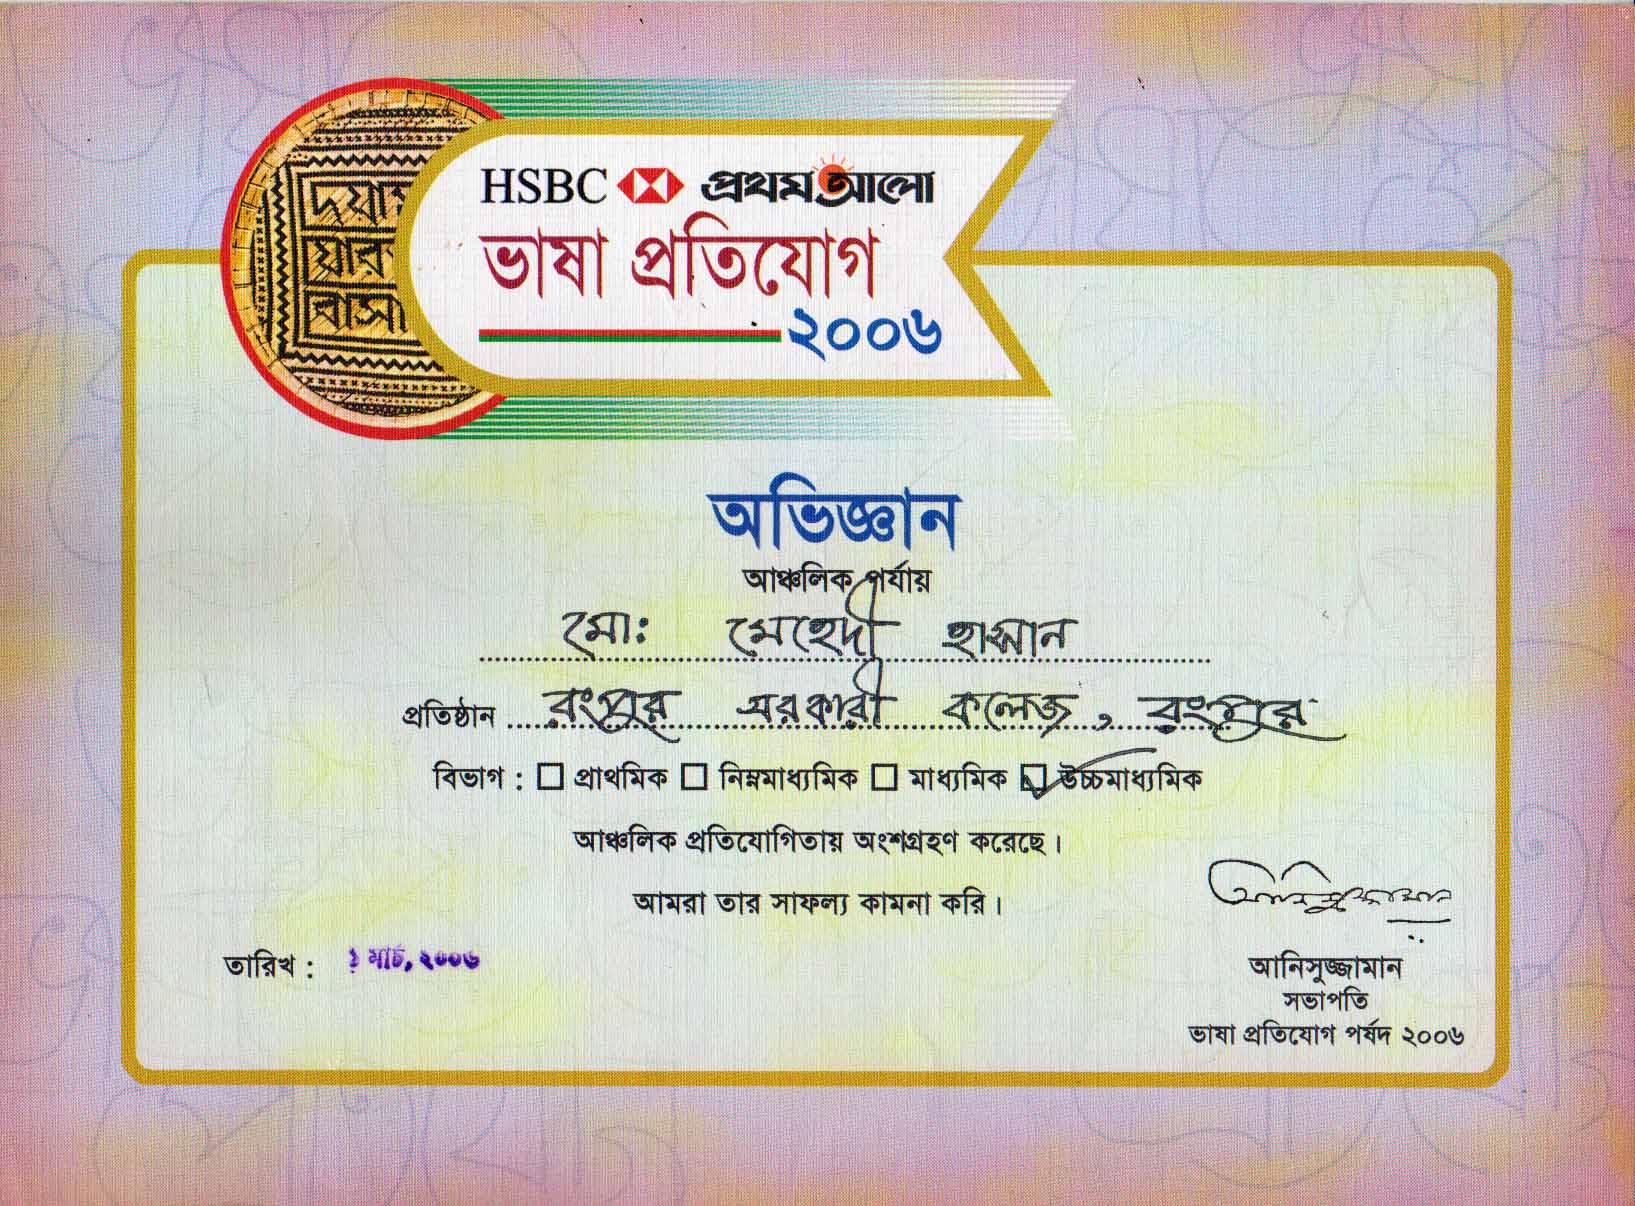 HSBC প্রথম আলো
ভাষা প্রতিযোগ
২০০৬
দয়া
যার
বাসা
অভিজ্ঞান
আঞ্চলিক পর্যায়
মো: মেহেদী হাসান
প্রতিষ্ঠান রংপুর সরকারী কলেজ, রংপুর
বিভাগ : প্রাথমিক নিম্নমাধ্যমিক মাধ্যমিক উচ্চমাধ্যমিক
আঞ্চলিক প্রতিযোগিতায় অংশগ্রহণ করেছে।
আমরা তার সাফল্য কামনা করি।
তারিখ : ১ মার্চ, ২০০৬
আনিসুজ্জামান
আনিসুজ্জামান
সভাপতি
ভাষা প্রতিযোগ পর্ষদ ২০০৬